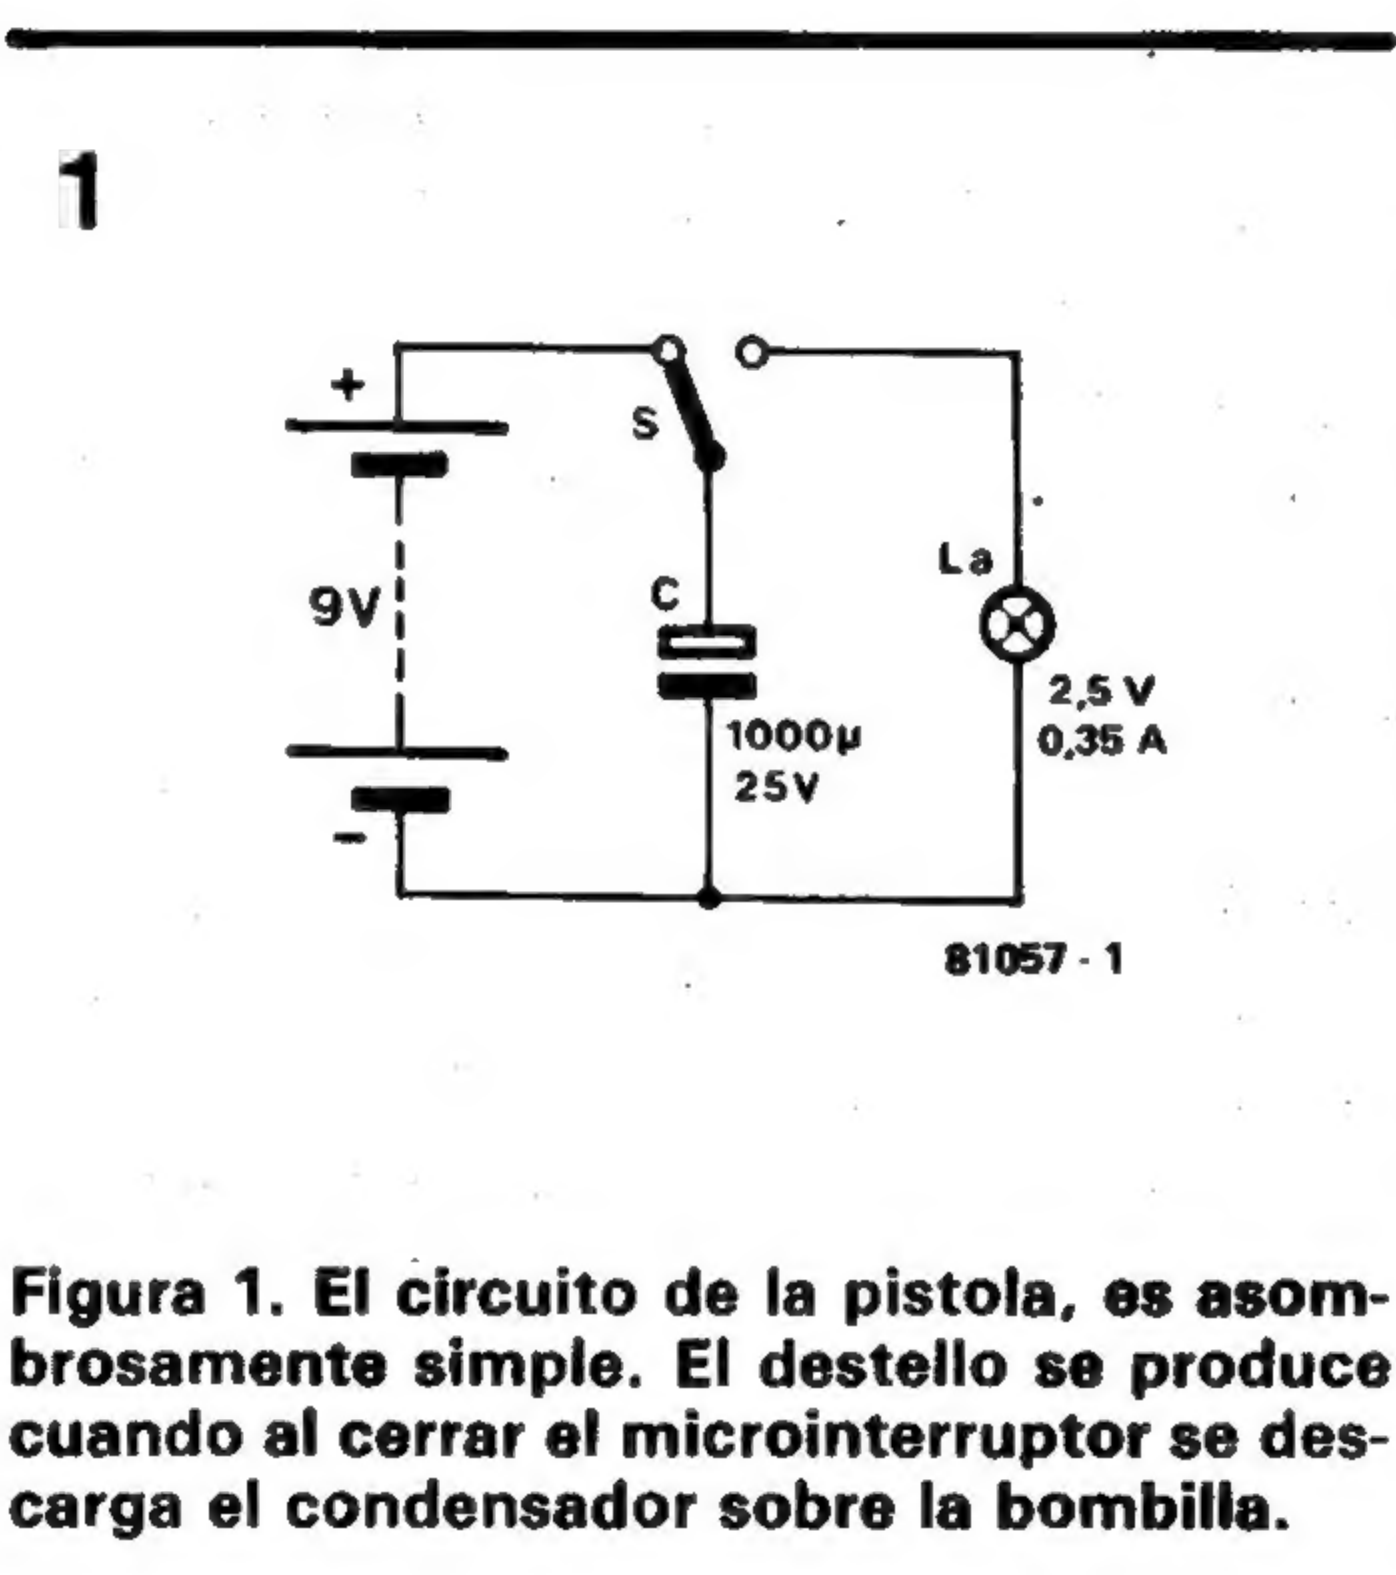 1
+
S
9V
C
La
2,5 V
0,35 A
1000μ
25V
-
81057 - 1
Figura 1. El circuito de la pistola, es asom-
brosamente simple. El destello se produce
cuando al cerrar el microinterruptor se des-
carga el condensador sobre la bombilla.